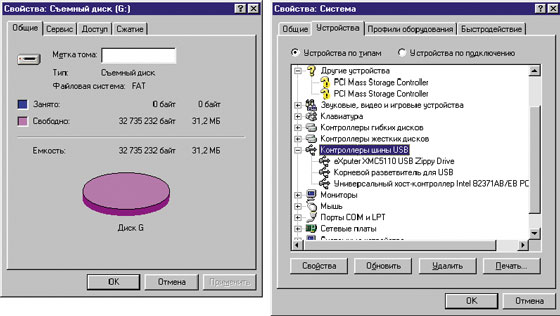 Свойства: Съемный диск (G:)
Общие
Сервис
Доступ
Сжатие
Метка тома:
Тип: Съемный диск
Файловая система: FAT
Занято: 0 байт 0 байт
Свободно: 32 735 232 байт 31,2 МБ
Емкость: 32 735 232 байт 31,2 МБ
Диск G
OK
Отмена
Применить
Свойства: Система
Общие
Устройства
Профили оборудования
Быстродействие
Устройства по типам
Устройства по подключению
Другие устройства
PCI Mass Storage Controller
PCI Mass Storage Controller
Звуковые, видео и игровые устройства
Клавиатура
Контроллеры гибких дисков
Контроллеры жестких дисков
Контроллеры шины USB
eXputer XMC5110 USB Zippy Drive
Корневой разветвитель для USB
Универсальный хост-контроллер Intel 82371AB/EB PC
Мониторы
Мышь
Порты COM и LPT
Сетевые платы
Свойства
Обновить
Удалить
Печать...
OK
Отмена